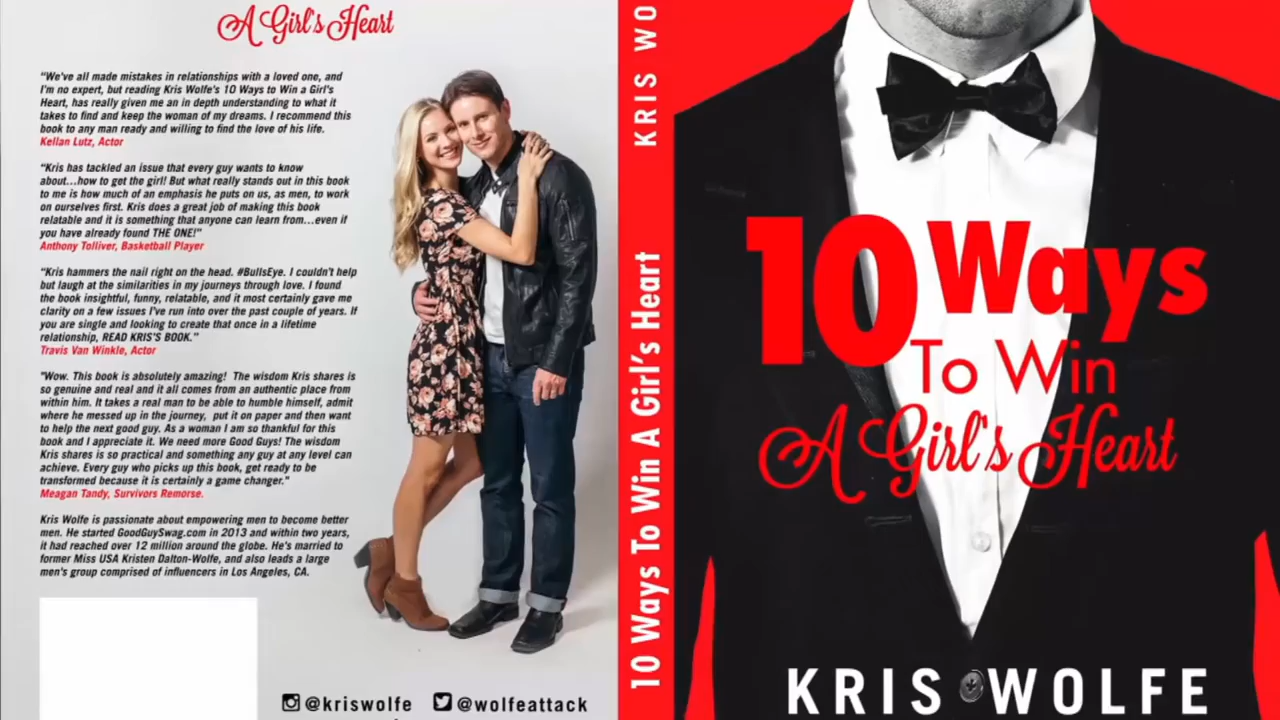 A Girl's Heart
"We've all made mistakes in relationships with a loved one, and
I'm no expert, but reading Kris Wolfe's 10 Ways to Win a Girl's
Heart, has really given me an in depth understanding to what it
takes to find and keep the woman of my dreams. I recommend this
book to any man ready and willing to find the love of his life.
Kellan Lutz, Actor
"Kris has tackled an issue that every guy wants to know
about...how to get the girl! But what really stands out in this book
to me is how much of an emphasis he puts on us, as men, to work
on ourselves first. Kris does a great job of making this book
relatable and it is something that anyone can learn from...even if
you have already found THE ONE!"
Anthony Tolliver, Basketball Player
"Kris hammers the nail right on the head. #BullsEye. I couldn't help
but laugh at the similarities in my journeys through love. I found
the book insightful, funny, relatable, and it most certainly gave me
clarity on a few issues I've run into over the past couple of years. If
you are single and looking to create that once in a lifetime
relationship, READ KRIS'S BOOK."
Travis Van Winkle, Actor
"Wow. This book is absolutely amazing! The wisdom Kris shares is
so genuine and real and it all comes from an authentic place from
within him. It takes a real man to be able to humble himself, admit
where he messed up in the journey, put it on paper and then want
to help the next good guy. As a woman I am so thankful for this
book and I appreciate it. We need more Good Guys! The wisdom
Kris shares is so practical and something any guy at any level can
achieve. Every guy who picks up this book, get ready to be
transformed because it is certainly a game changer."
Meagan Tandy, Survivors Remorse.
Kris Wolfe is passionate about empowering men to become better
men. He started GoodGuySwag.com in 2013 and within two years,
it had reached over 12 million around the globe. He's married to
former Miss USA Kristen Dalton-Wolfe, and also leads a large
men's group comprised of influencers in Los Angeles, CA.
@kriswolfe @wolfeattack
10 Ways To Win A Girl's Heart KRIS WO
10 Ways
To Win
A Girl's Heart
KRIS WOLFE